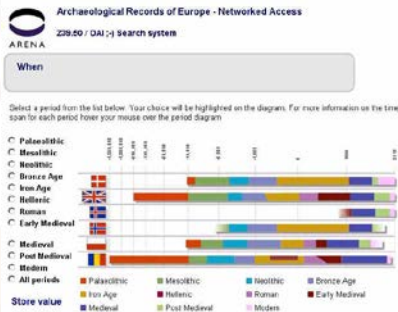 Archaeological Records of Europe - Networked Access
ARENA
Search system
When
Select a period from the list below. Your choice will be highlighted on the diagram. For more information on the time
span for each period hover your mouse over the period diagram
Palaeolithic
Mesolithic
Neolithic
Bronze Age
Iron Age
Hellenic
Roman
Early Medieval
Medieval
Post Medieval
Modern
All periods
Store value
Palaeolithic Mesolithic Neolithic Bronze Age
Iron Age Hellenic Roman Early Medieval
Medieval Post Medieval Modern